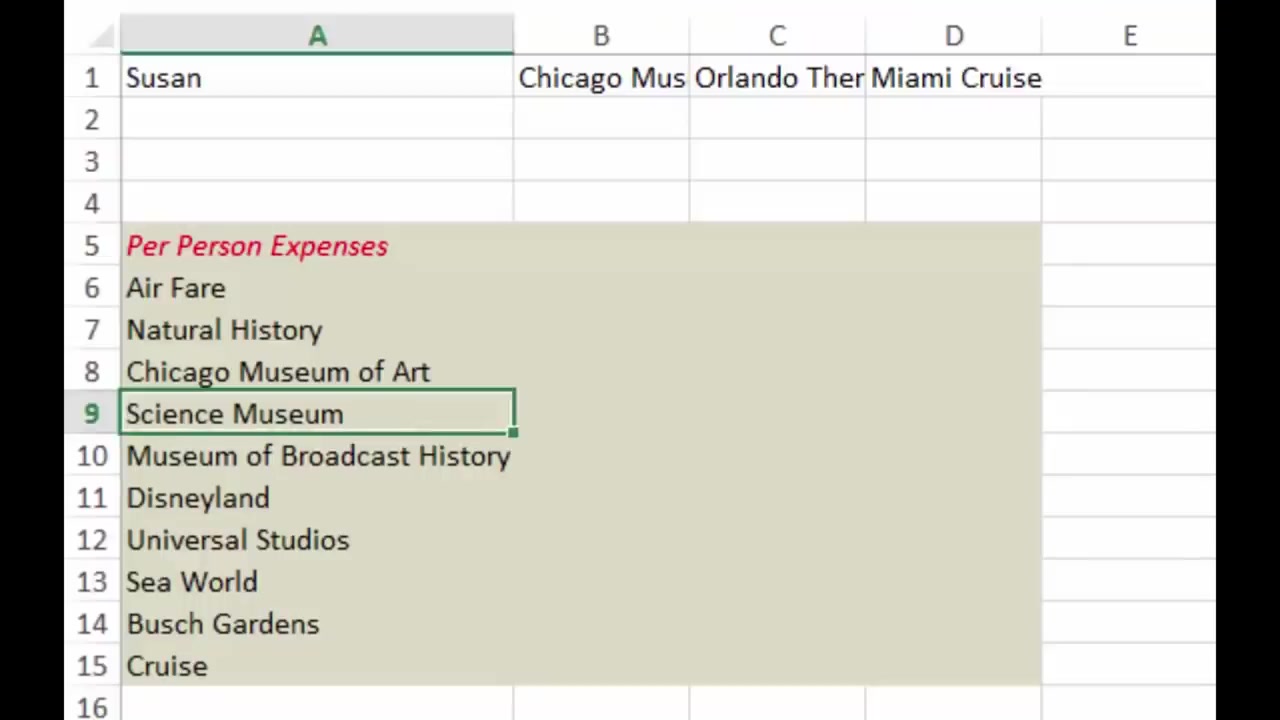 A B C D E
1 Susan Chicago Mus Orlando Ther Miami Cruise
2
3
4
5 Per Person Expenses
6 Air Fare
7 Natural History
8 Chicago Museum of Art
9 Science Museum
10 Museum of Broadcast History
11 Disneyland
12 Universal Studios
13 Sea World
14 Busch Gardens
15 Cruise
16